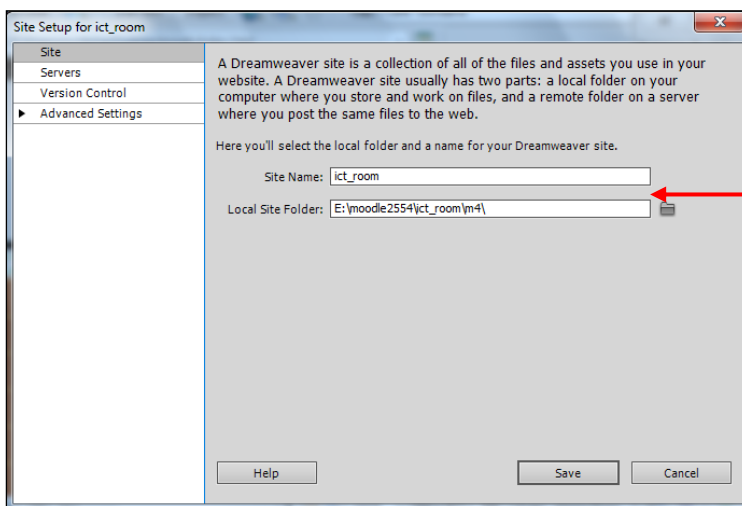 Site Setup for ict_room
Site
Servers
Version Control
Advanced Settings
A Dreamweaver site is a collection of all of the files and assets you use in your
website. A Dreamweaver site usually has two parts: a local folder on your
computer where you store and work on files, and a remote folder on a server
where you post the same files to the web.
Here you'll select the local folder and a name for your Dreamweaver site.
Site Name: ict_room
Local Site Folder: E:\moodle2554\ict_room\m4\
Help Save Cancel